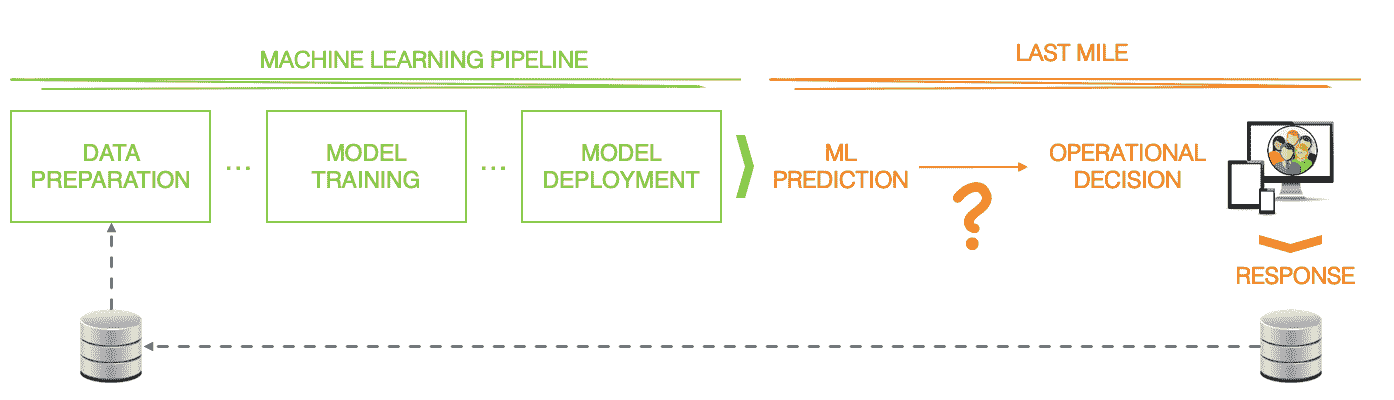 MACHINE LEARNING PIPELINE
LAST MILE
DATA
PREPARATION
...
MODEL
TRAINING
...
MODEL
DEPLOYMENT
ML
PREDICTION
?
OPERATIONAL
DECISION
RESPONSE